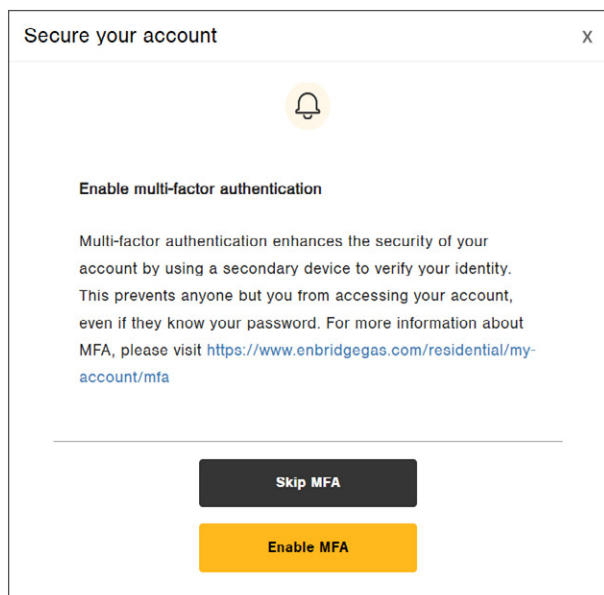 Secure your account X
Enable multi-factor authentication
Multi-factor authentication enhances the security of your
account by using a secondary device to verify your identity.
This prevents anyone but you from accessing your account,
even if they know your password. For more information about
MFA, please visit https://www.enbridgegas.com/residential/my-
account/mfa
Skip MFA
Enable MFA